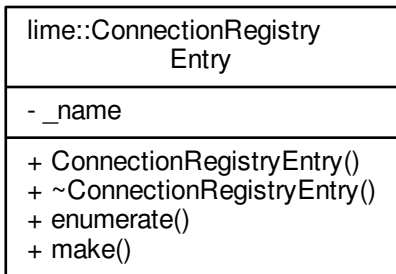 lime::ConnectionRegistry
Entry
- _name
+ ConnectionRegistryEntry()
+ ~ConnectionRegistryEntry()
+ enumerate()
+ make()